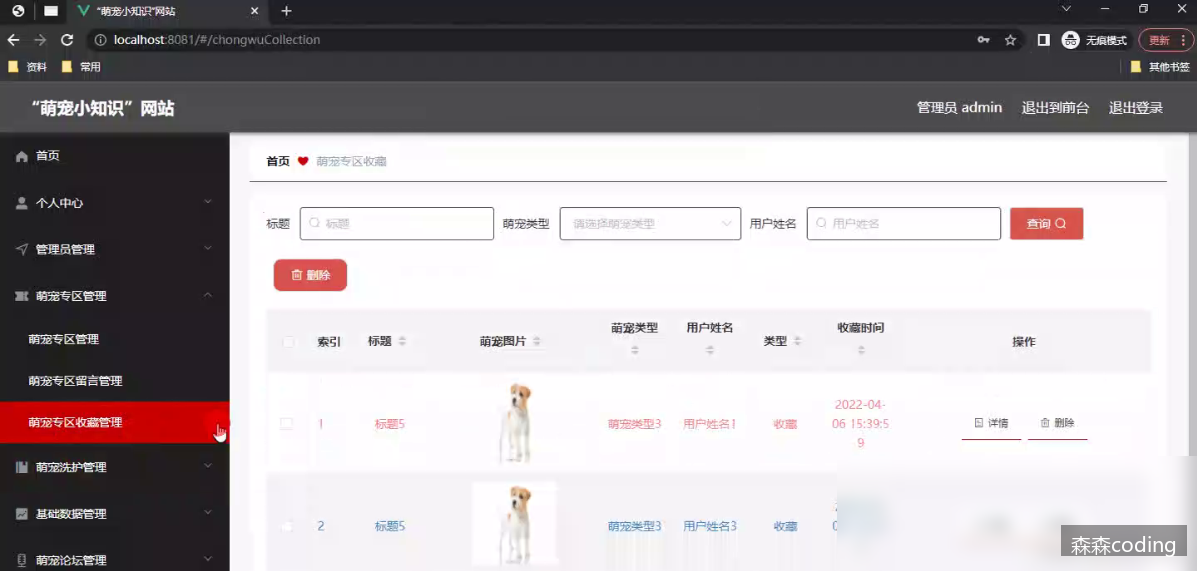 “萌宠小知识”网站
localhost:8081/#/chongwuCollection
无痕模式
更新
资料
常用
其他书签
“萌宠小知识”网站
管理员 admin
退出到前台
退出登录
首页
个人中心
管理员管理
萌宠专区管理
萌宠专区管理
萌宠专区留言管理
萌宠专区收藏管理
萌宠洗护管理
基础数据管理
萌宠论坛管理
首页 萌宠专区收藏
标题 标题 萌宠类型 请选择萌宠类型 用户姓名 用户姓名 查询
删除
索引 标题 萌宠图片 萌宠类型 用户姓名 类型 收藏时间 操作
1 标题5 萌宠类型3 用户姓名1 收藏 2022-04-
06 15:39:5
9
详情 删除
2 标题5 萌宠类型3 用户姓名3 收藏
森森coding